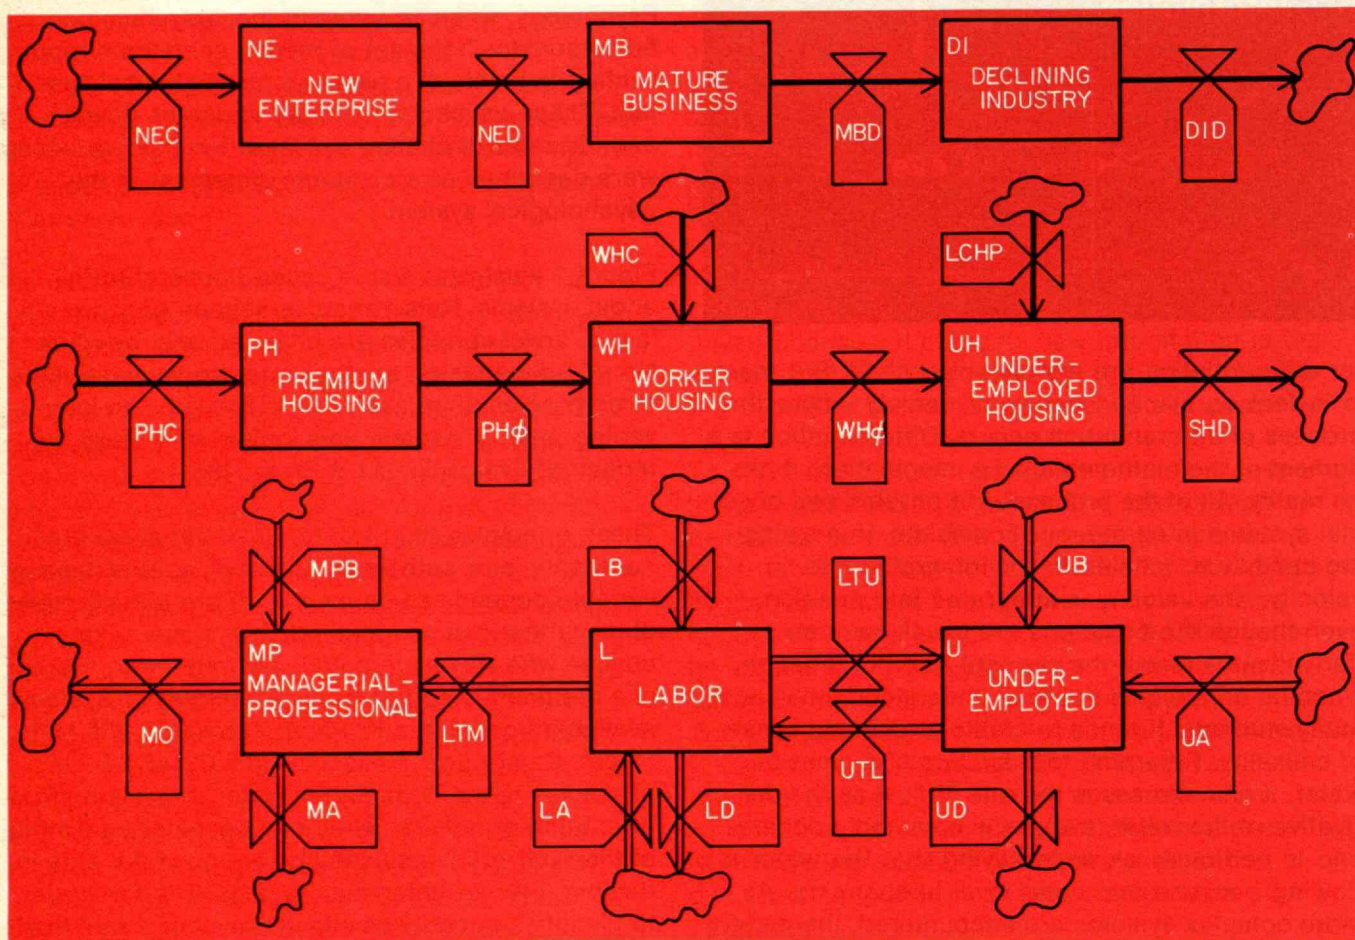 NE
NEW
ENTERPRISE
MB
MATURE
BUSINESS
DI
DECLINING
INDUSTRY
NEC
NED
MBD
DID
WHC
LCHP
PH
PREMIUM
HOUSING
WH
WORKER
HOUSING
UH
UNDER-
EMPLOYED
HOUSING
PHC
PHϕ
WHϕ
SHD
MPB
LB
LTU
UB
MP
MANAGERIAL-
PROFESSIONAL
L
LABOR
U
UNDER-
EMPLOYED
MO
LTM
UTL
UA
MA
LA
LD
UD